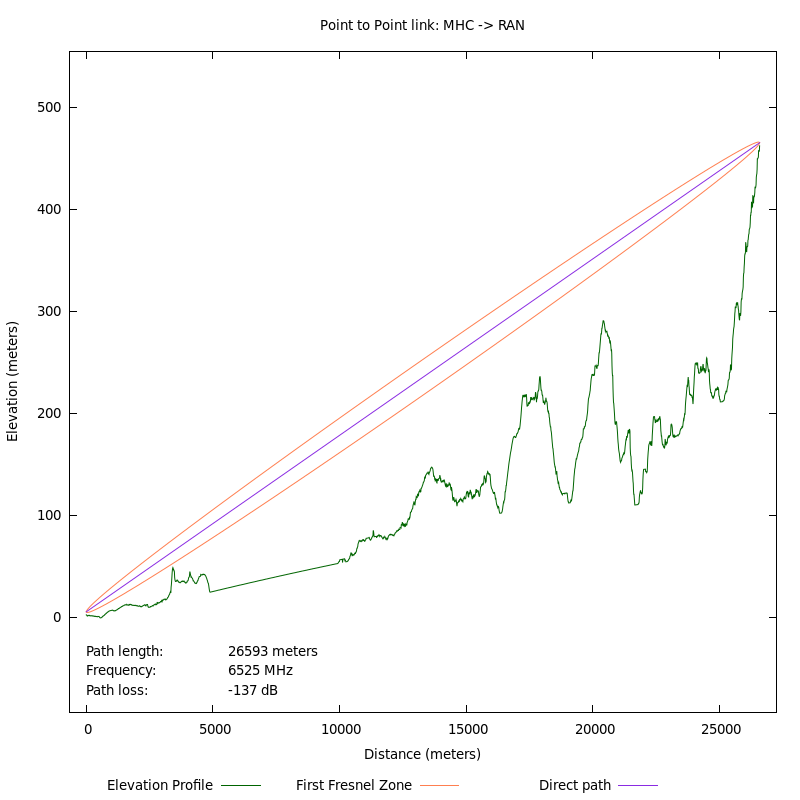 Point to Point link: MHC -> RAN
500
400
300
200
100
0
Elevation (meters)
Path length: 26593 meters
Frequency: 6525 MHz
Path loss: -137 dB
0 5000 10000 15000 20000 25000
Distance (meters)
Elevation Profile First Fresnel Zone Direct path